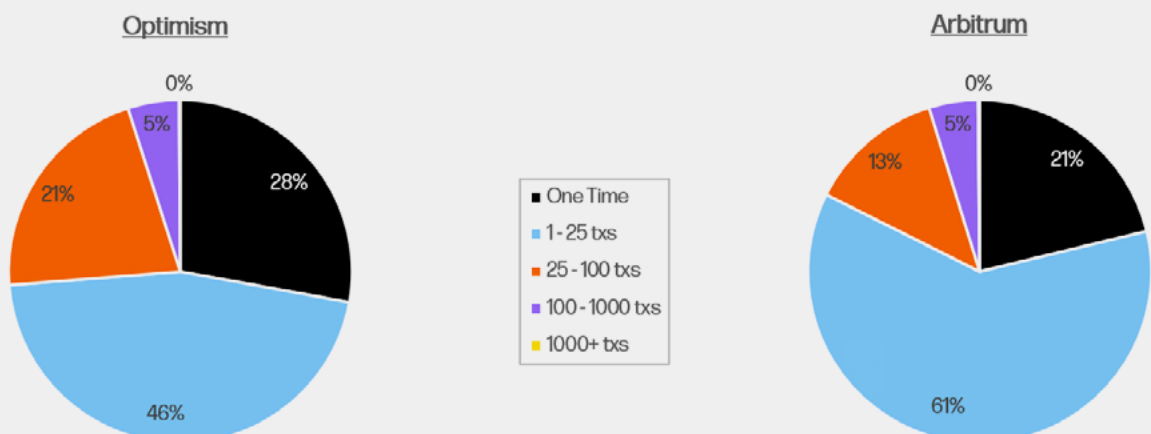 Optimism
0%
5%
28%
21%
46%
One Time
1 - 25 txs
25 - 100 txs
100 - 1000 txs
1000+ txs
Arbitrum
0%
5%
21%
13%
61%